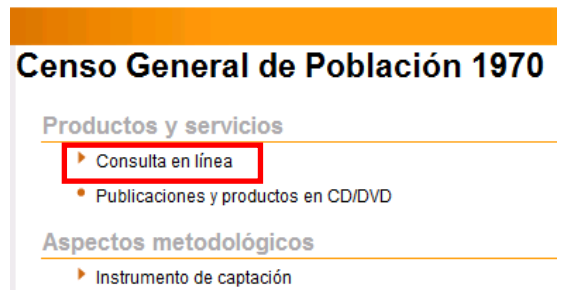 Censo General de Población 1970
Productos y servicios
Consulta en línea
Publicaciones y productos en CD/DVD
Aspectos metodológicos
Instrumento de captación